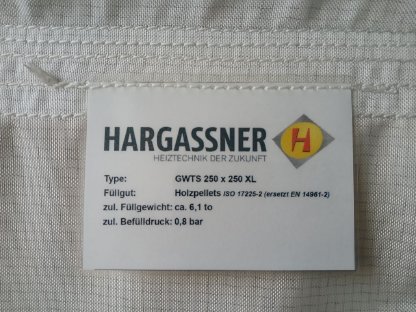 HARGASSNER H
HEIZTECHNIK DER ZUKUNFT
Type: GWTS 250 x 250 XL
Füllgut: Holzpellets ISO 17225-2 (ersetzt EN 14961-2)
zul. Füllgewicht: ca. 6,1 to
zul. Befülldruck: 0,8 bar